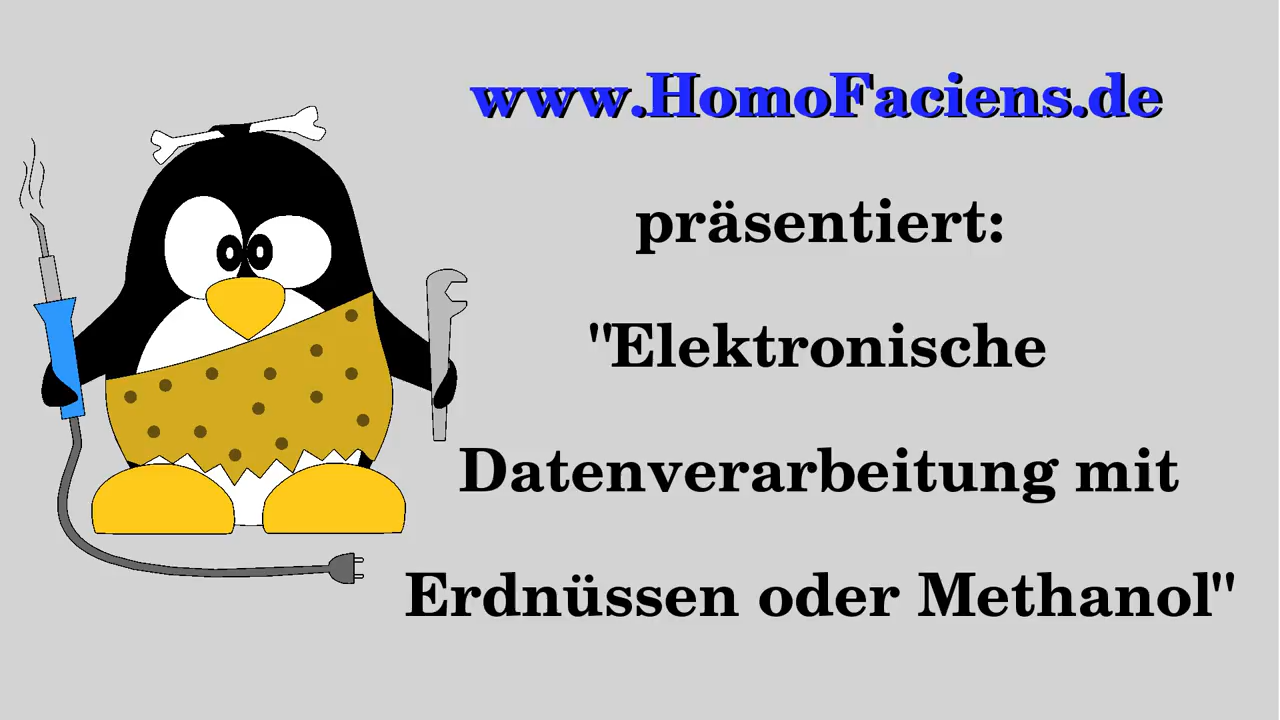 www.HomoFaciens.de
präsentiert:
"Elektronische
Datenverarbeitung mit
Erdnüssen oder Methanol"